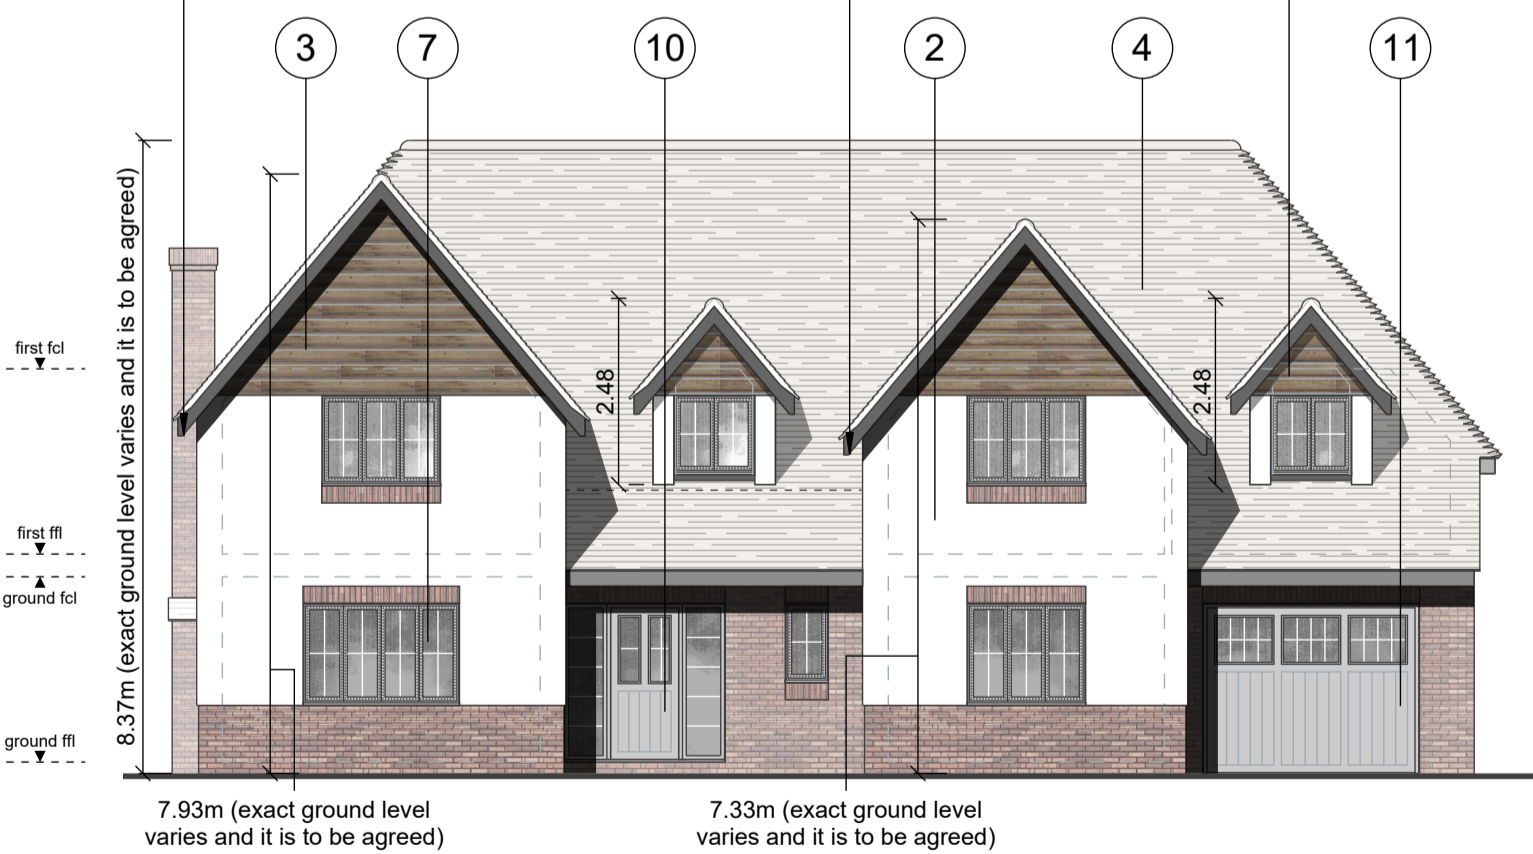 3
7
10
2
4
11
8.37m (exact ground level varies and it is to be agreed)
first fcl
2.48
2.48
first ffl
ground fcl
ground ffl
7.93m (exact ground level
varies and it is to be agreed)
7.33m (exact ground level
varies and it is to be agreed)